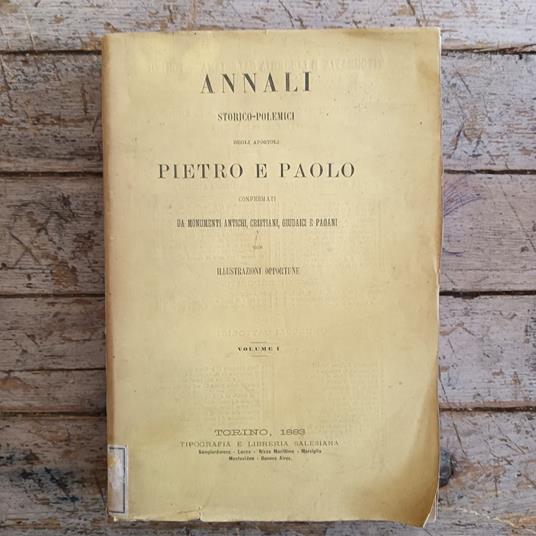 ANNALI
STORICO-POLEMICI
DEGLI APOSTOLI
PIETRO E PAOLO
CONFERMATI
DA MONUMENTI ANTICHI, CRISTIANI, GIUDAICI E PAGANI
CON
ILLUSTRAZIONI OPPORTUNE
VOLUME I
TORINO, 1883
TIPOGRAFIA E LIBRERIA SALESIANA
Sampierdarena - Lucca - Nizza Marittima - Marsiglia
Montevideo - Buenos Aires.